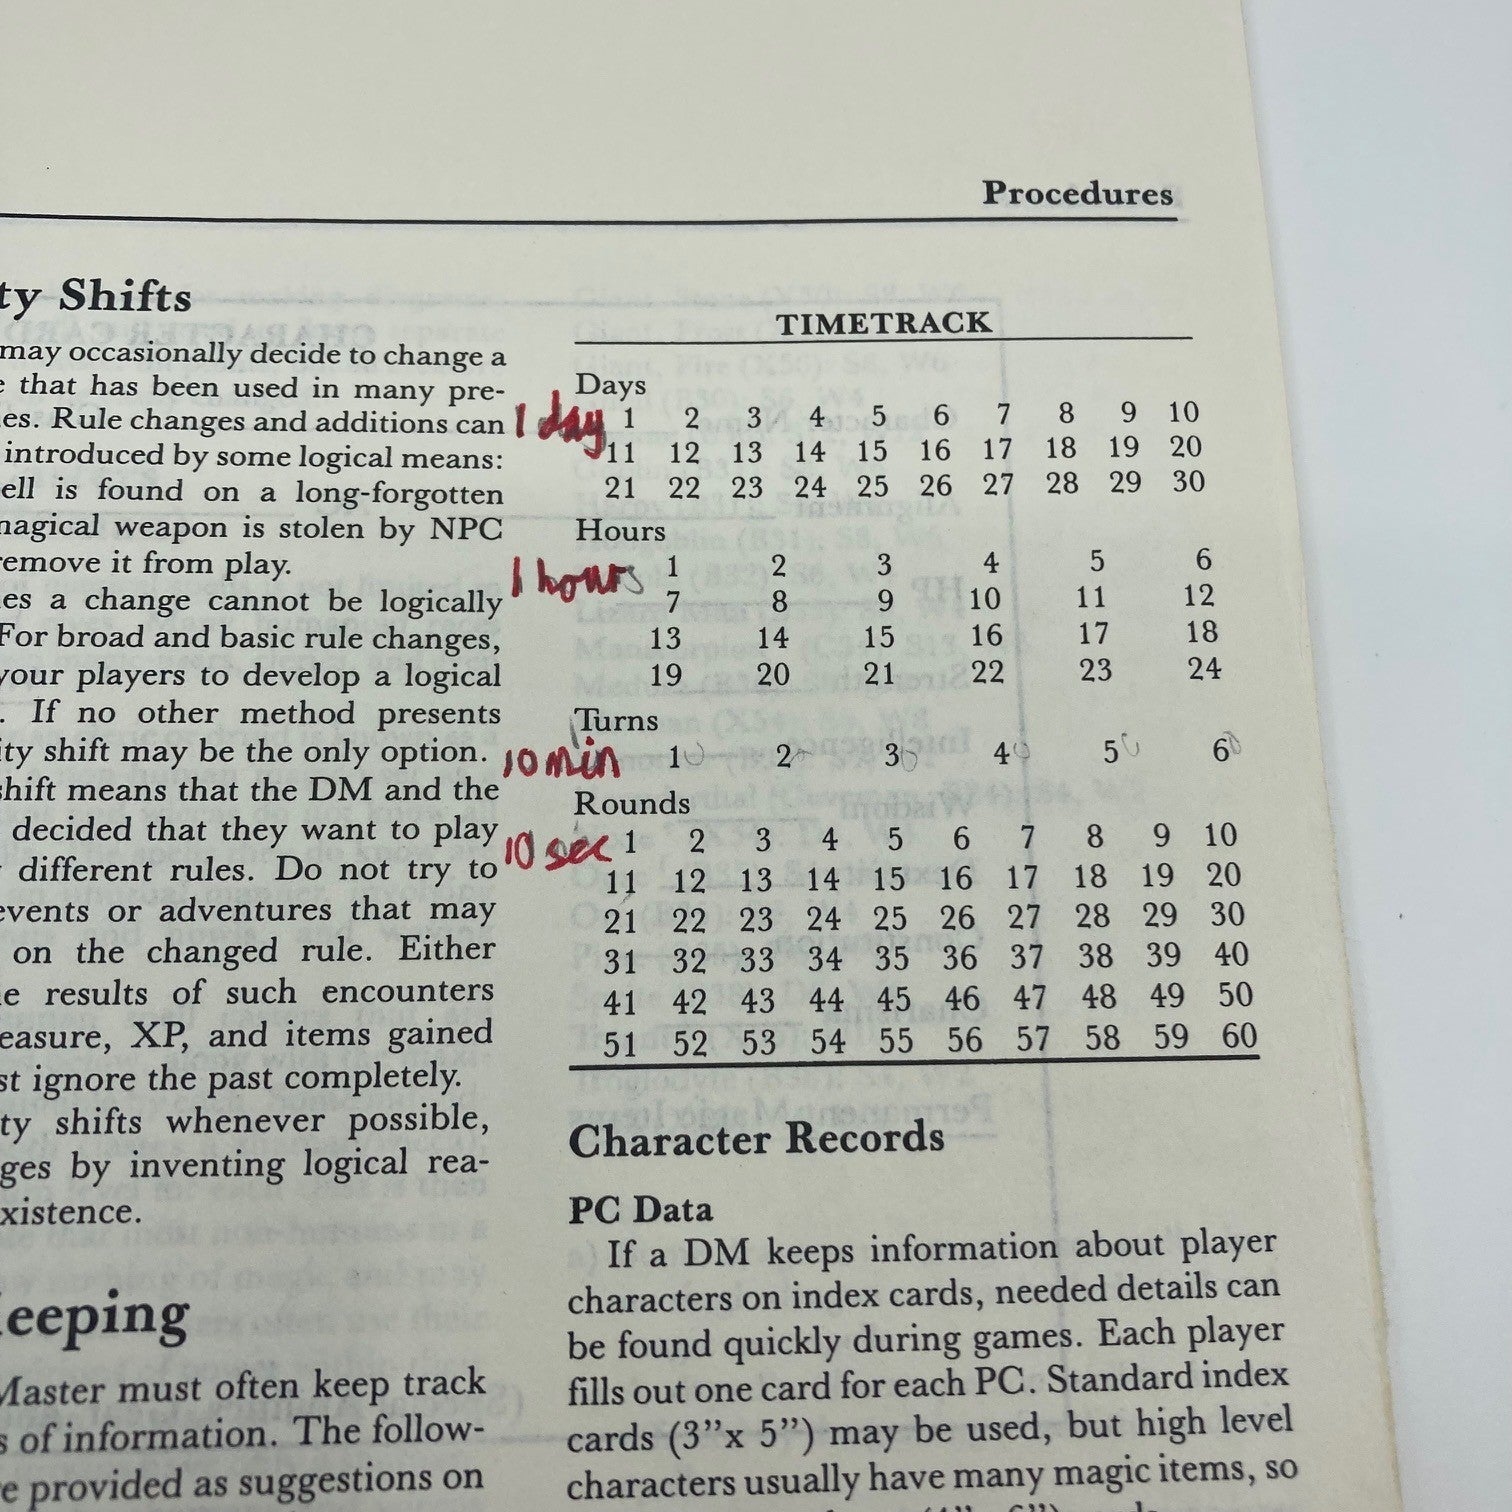 Procedures
ty Shifts
may occasionally decide to change a
e that has been used in many pre-
es. Rule changes and additions can
introduced by some logical means:
ell is found on a long-forgotten
magical weapon is stolen by NPC
remove it from play.
es a change cannot be logically
For broad and basic rule changes,
your players to develop a logical
. If no other method presents
ity shift may be the only option.
shift means that the DM and the
decided that they want to play
different rules. Do not try to
events or adventures that may
on the changed rule. Either
e results of such encounters
easure, XP, and items gained
st ignore the past completely.
ty shifts whenever possible,
ges by inventing logical rea-
xistence.
eeping
Master must often keep track
s of information. The follow-
e provided as suggestions on
TIMETRACK
Days
1 day 1 2 3 4 5 6 7 8 9 10
11 12 13 14 15 16 17 18 19 20
21 22 23 24 25 26 27 28 29 30
Hours
1 hours 1 2 3 4 5 6
7 8 9 10 11 12
13 14 15 16 17 18
19 20 21 22 23 24
Turns
10 min 10 20 30 40 50 60
Rounds
10 sec 1 2 3 4 5 6 7 8 9 10
11 12 13 14 15 16 17 18 19 20
21 22 23 24 25 26 27 28 29 30
31 32 33 34 35 36 37 38 39 40
41 42 43 44 45 46 47 48 49 50
51 52 53 54 55 56 57 58 59 60
Character Records
PC Data
If a DM keeps information about player
characters on index cards, needed details can
be found quickly during games. Each player
fills out one card for each PC. Standard index
cards (3”x 5”) may be used, but high level
characters usually have many magic items, so